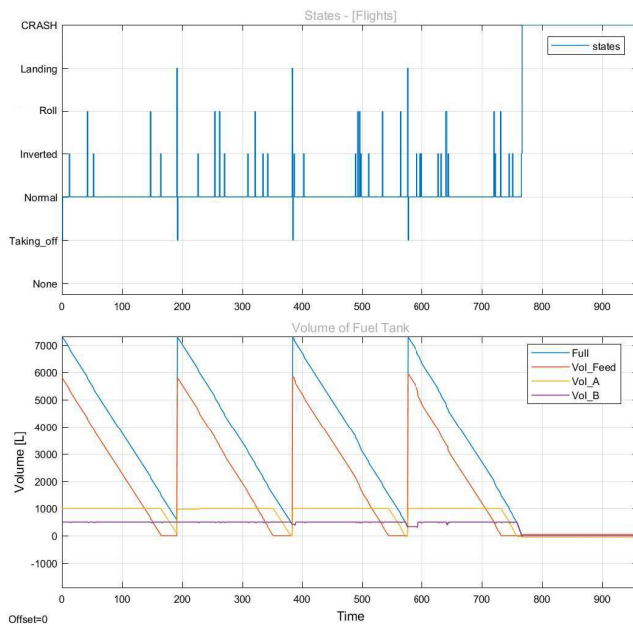 States - [Flights]
CRASH
Landing
Roll
Inverted
Normal
Taking_off
None
states
0 100 200 300 400 500 600 700 800 900
Volume of Fuel Tank
7000
6000
5000
4000
3000
2000
1000
0
-1000
Volume [L]
Full
Vol_Feed
Vol_A
Vol_B
0 100 200 300 400 500 600 700 800 900
Time
Offset=0